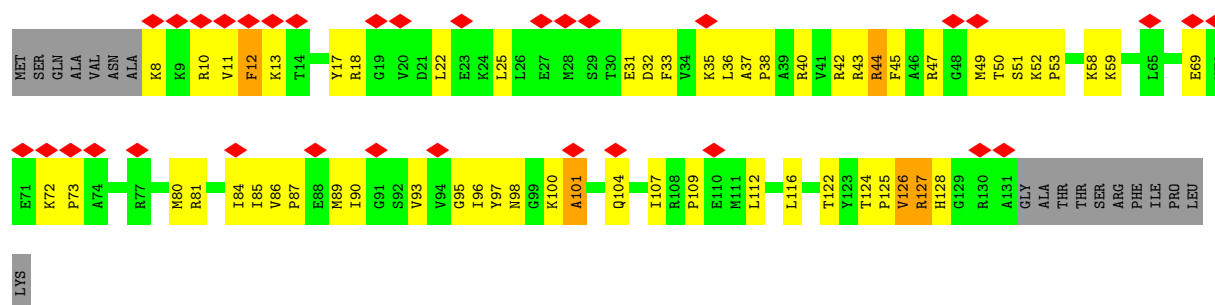 MET SER GLN ALA VAL ASN ALA K8 K9 R10 V11 F12 K13 T14 Y17 R18 G19 V20 D21 L22 E23 K24 L25 L26 E27 M28 S29 T30 E31 D32 F33 V34 K35 L36 A37 P38 A39 R40 V41 R42 R43 R44 F45 A46 R47 G48 M49 T50 S51 K52 P53 K58 K59 L65 E69
E71 K72 P73 A74 R77 M80 R81 I84 I85 V86 P87 E88 M89 I90 G91 S92 V93 V94 G95 I96 Y97 N98 G99 K100 A101 Q104 I107 R108 P109 E110 M111 L112 L116 T122 Y123 T124 P125 V126 R127 H128 G129 R130 A131 GLY ALA THR THR SER ARG PHE ILE PRO LEU
LYS